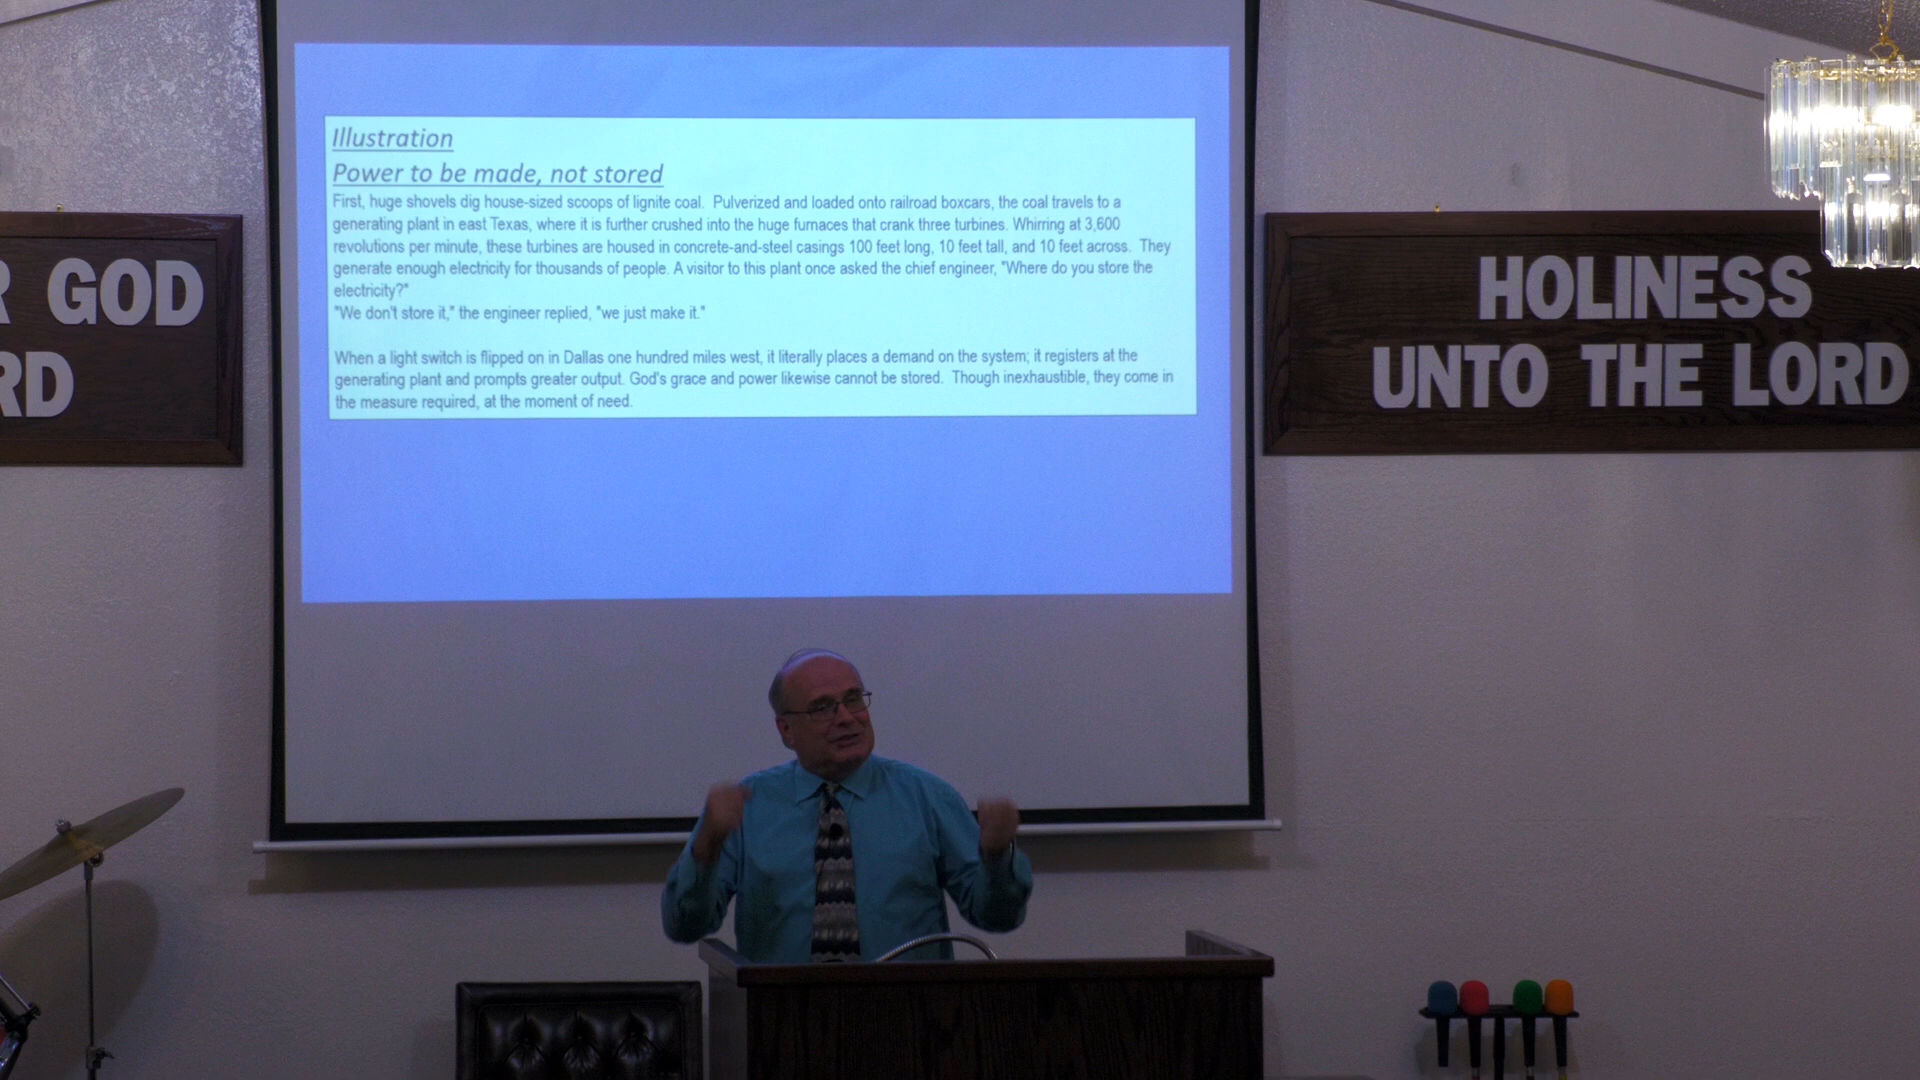 Illustration
Power to be made, not stored
First, huge shovels dig house-sized scoops of lignite coal. Pulverized and loaded onto railroad boxcars, the coal travels to a
generating plant in east Texas, where it is further crushed into the huge furnaces that crank three turbines. Whirring at 3,600
revolutions per minute, these turbines are housed in concrete-and-steel casings 100 feet long, 10 feet tall, and 10 feet across. They
generate enough electricity for thousands of people. A visitor to this plant once asked the chief engineer, "Where do you store the
electricity?"
"We don't store it," the engineer replied, "we just make it."
When a light switch is flipped on in Dallas one hundred miles west, it literally places a demand on the system; it registers at the
generating plant and prompts greater output. God's grace and power likewise cannot be stored. Though inexhaustible, they come in
the measure required, at the moment of need.
R GOD
RD
HOLINESS
UNTO THE LORD